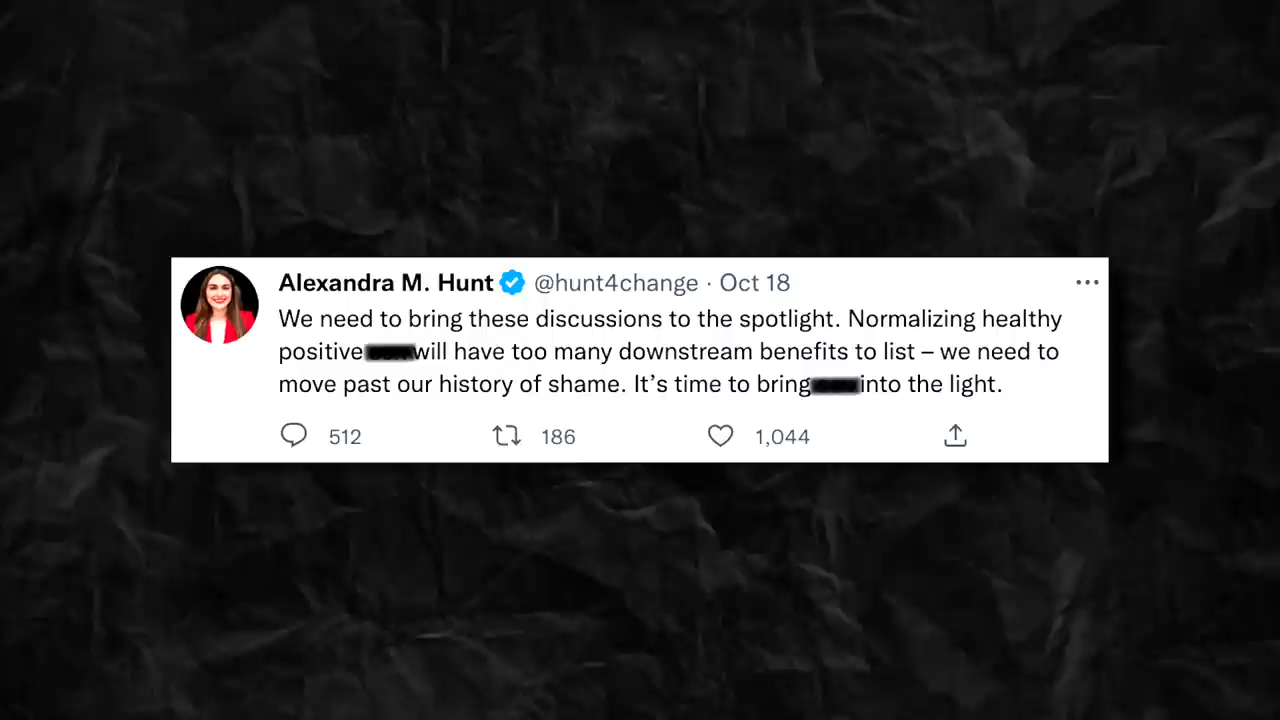 Alexandra M. Hunt @hunt4change · Oct 18
We need to bring these discussions to the spotlight. Normalizing healthy
positive will have too many downstream benefits to list – we need to
move past our history of shame. It’s time to bring into the light.
512 186 1,044